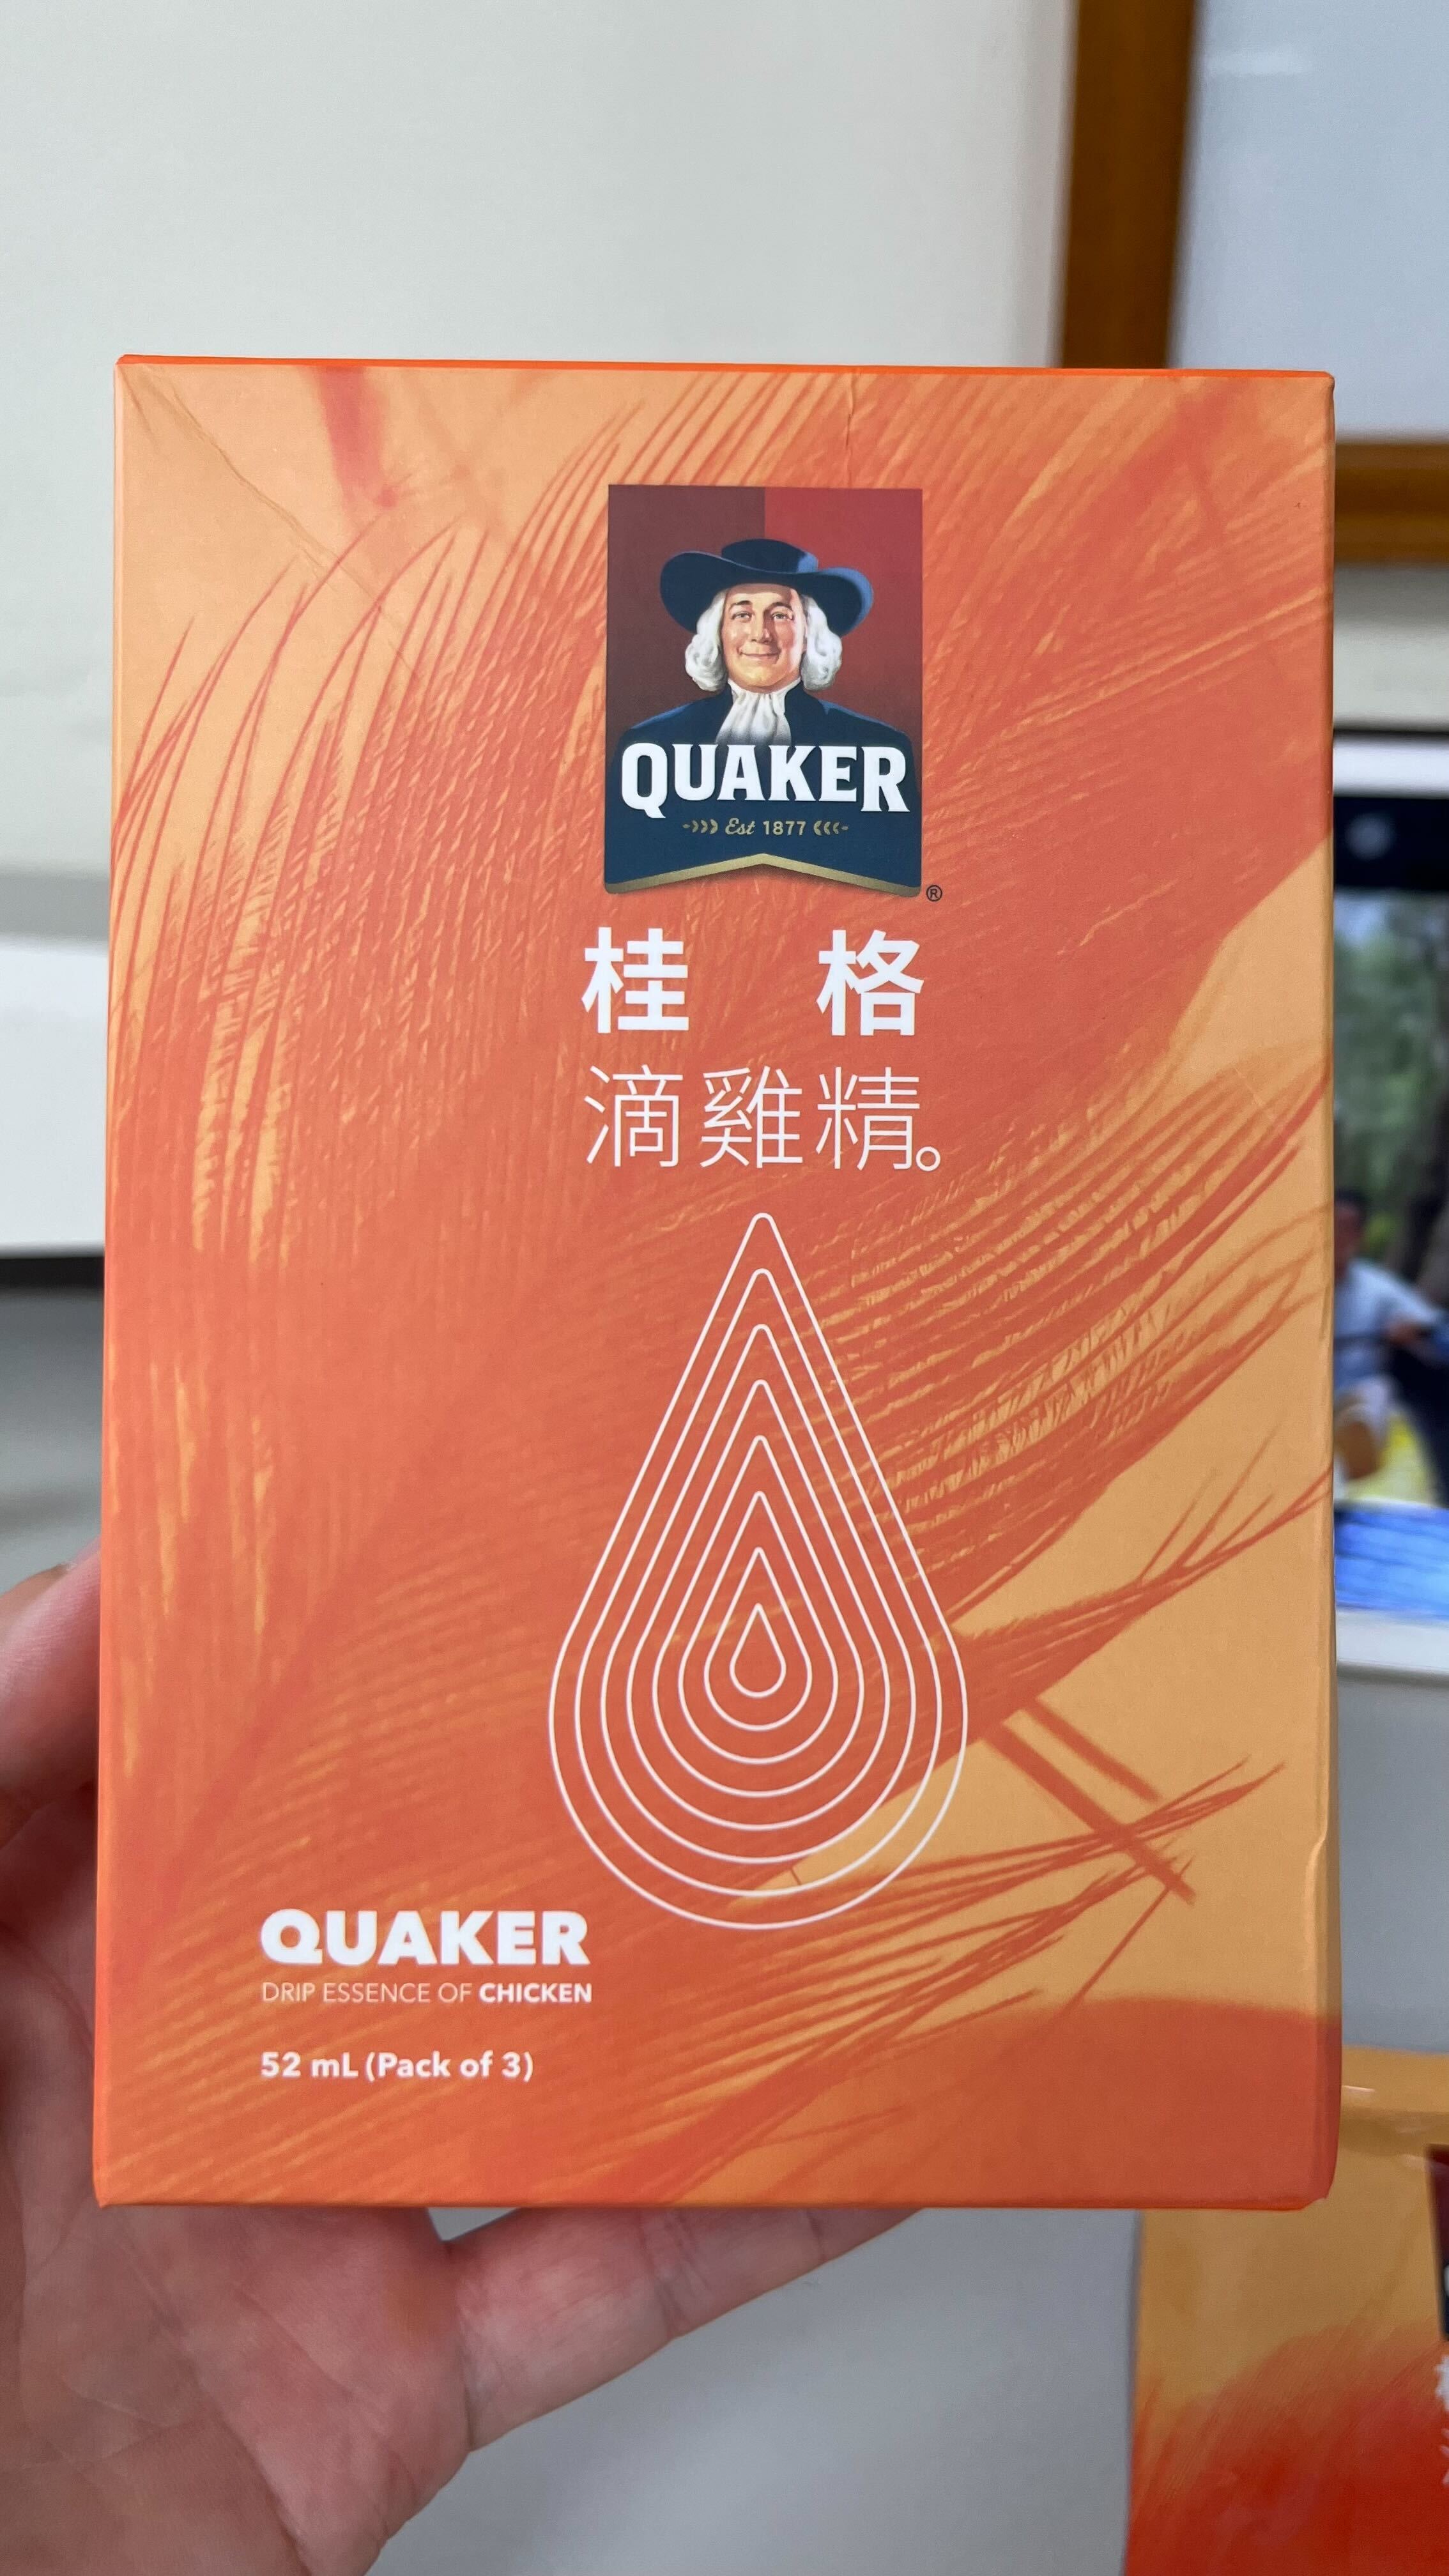 QUAKER
Est 1877
®
桂 格
滴雞精。
QUAKER
DRIP ESSENCE OF CHICKEN
52 mL (Pack of 3)